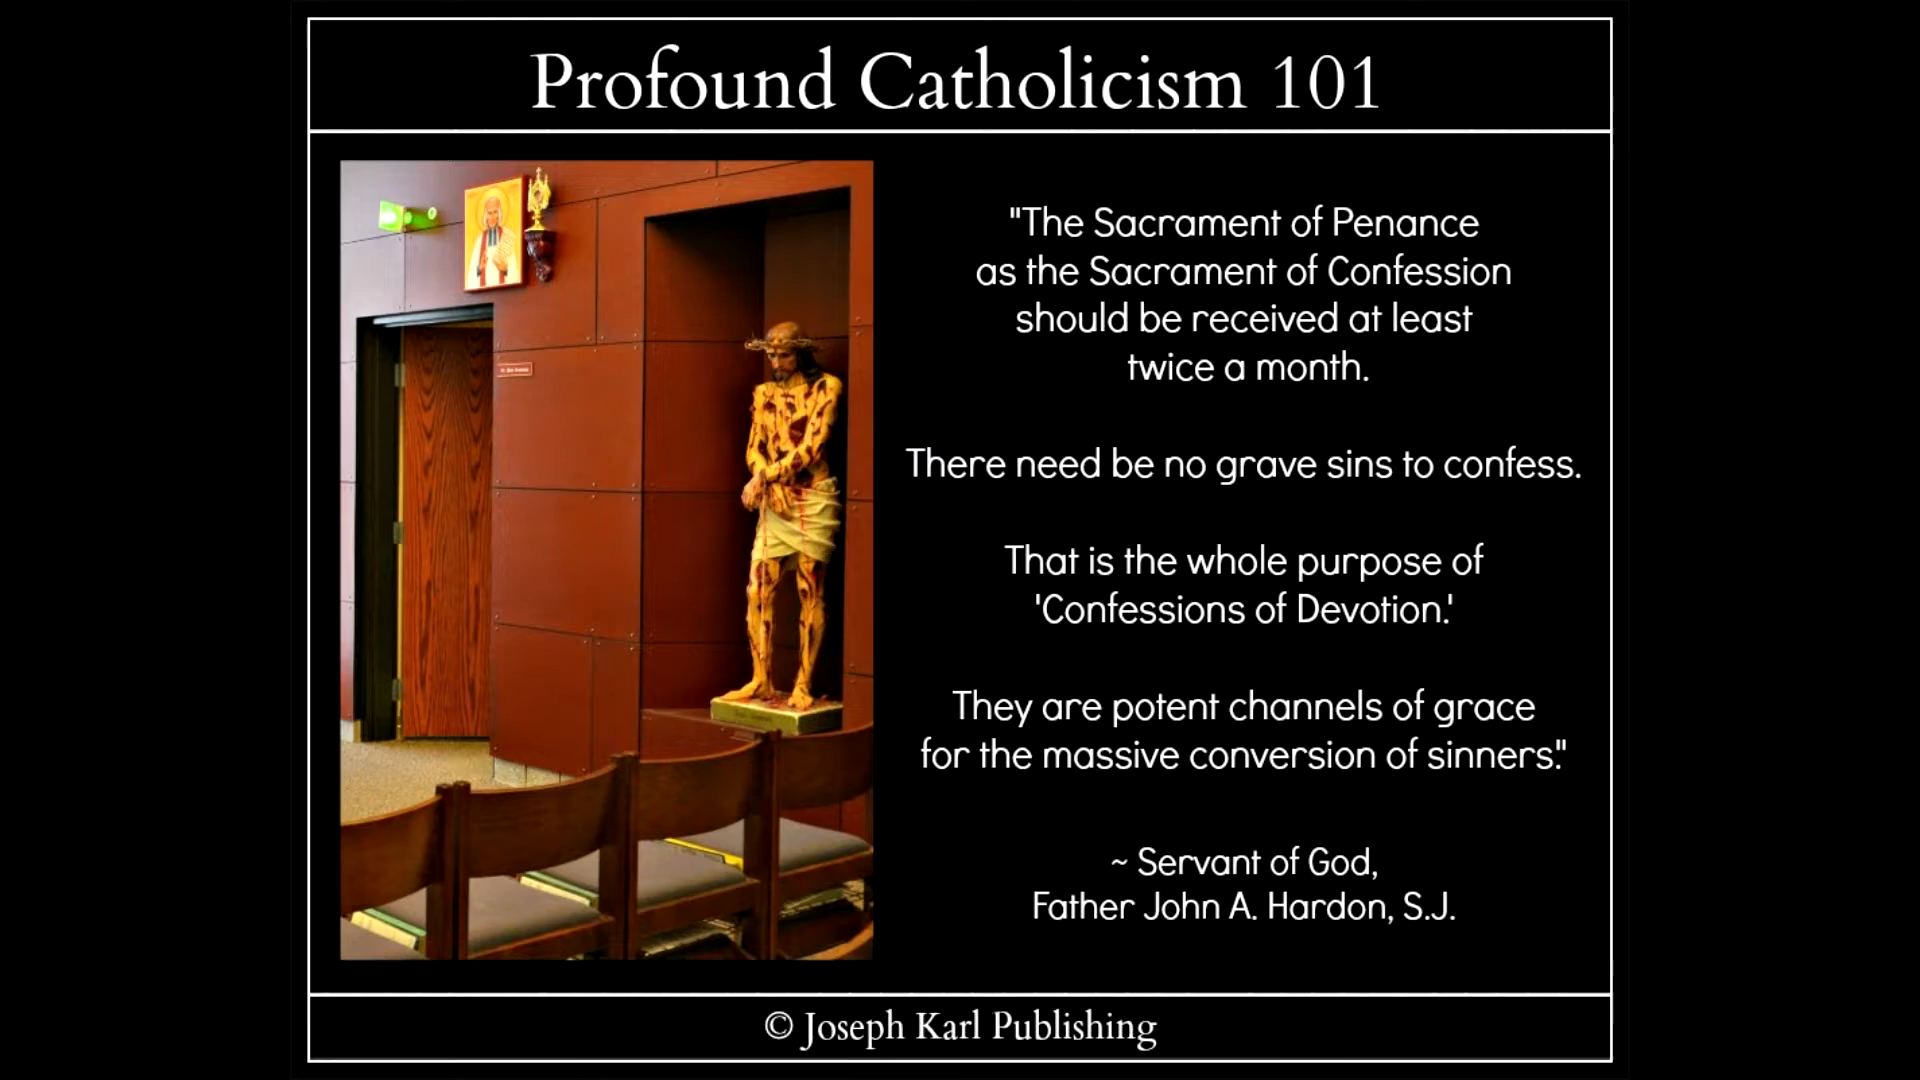 Profound Catholicism 101
"The Sacrament of Penance
as the Sacrament of Confession
should be received at least
twice a month.
There need be no grave sins to confess.
That is the whole purpose of
'Confessions of Devotion.'
They are potent channels of grace
for the massive conversion of sinners."
~ Servant of God,
Father John A. Hardon, S.J.
© Joseph Karl Publishing